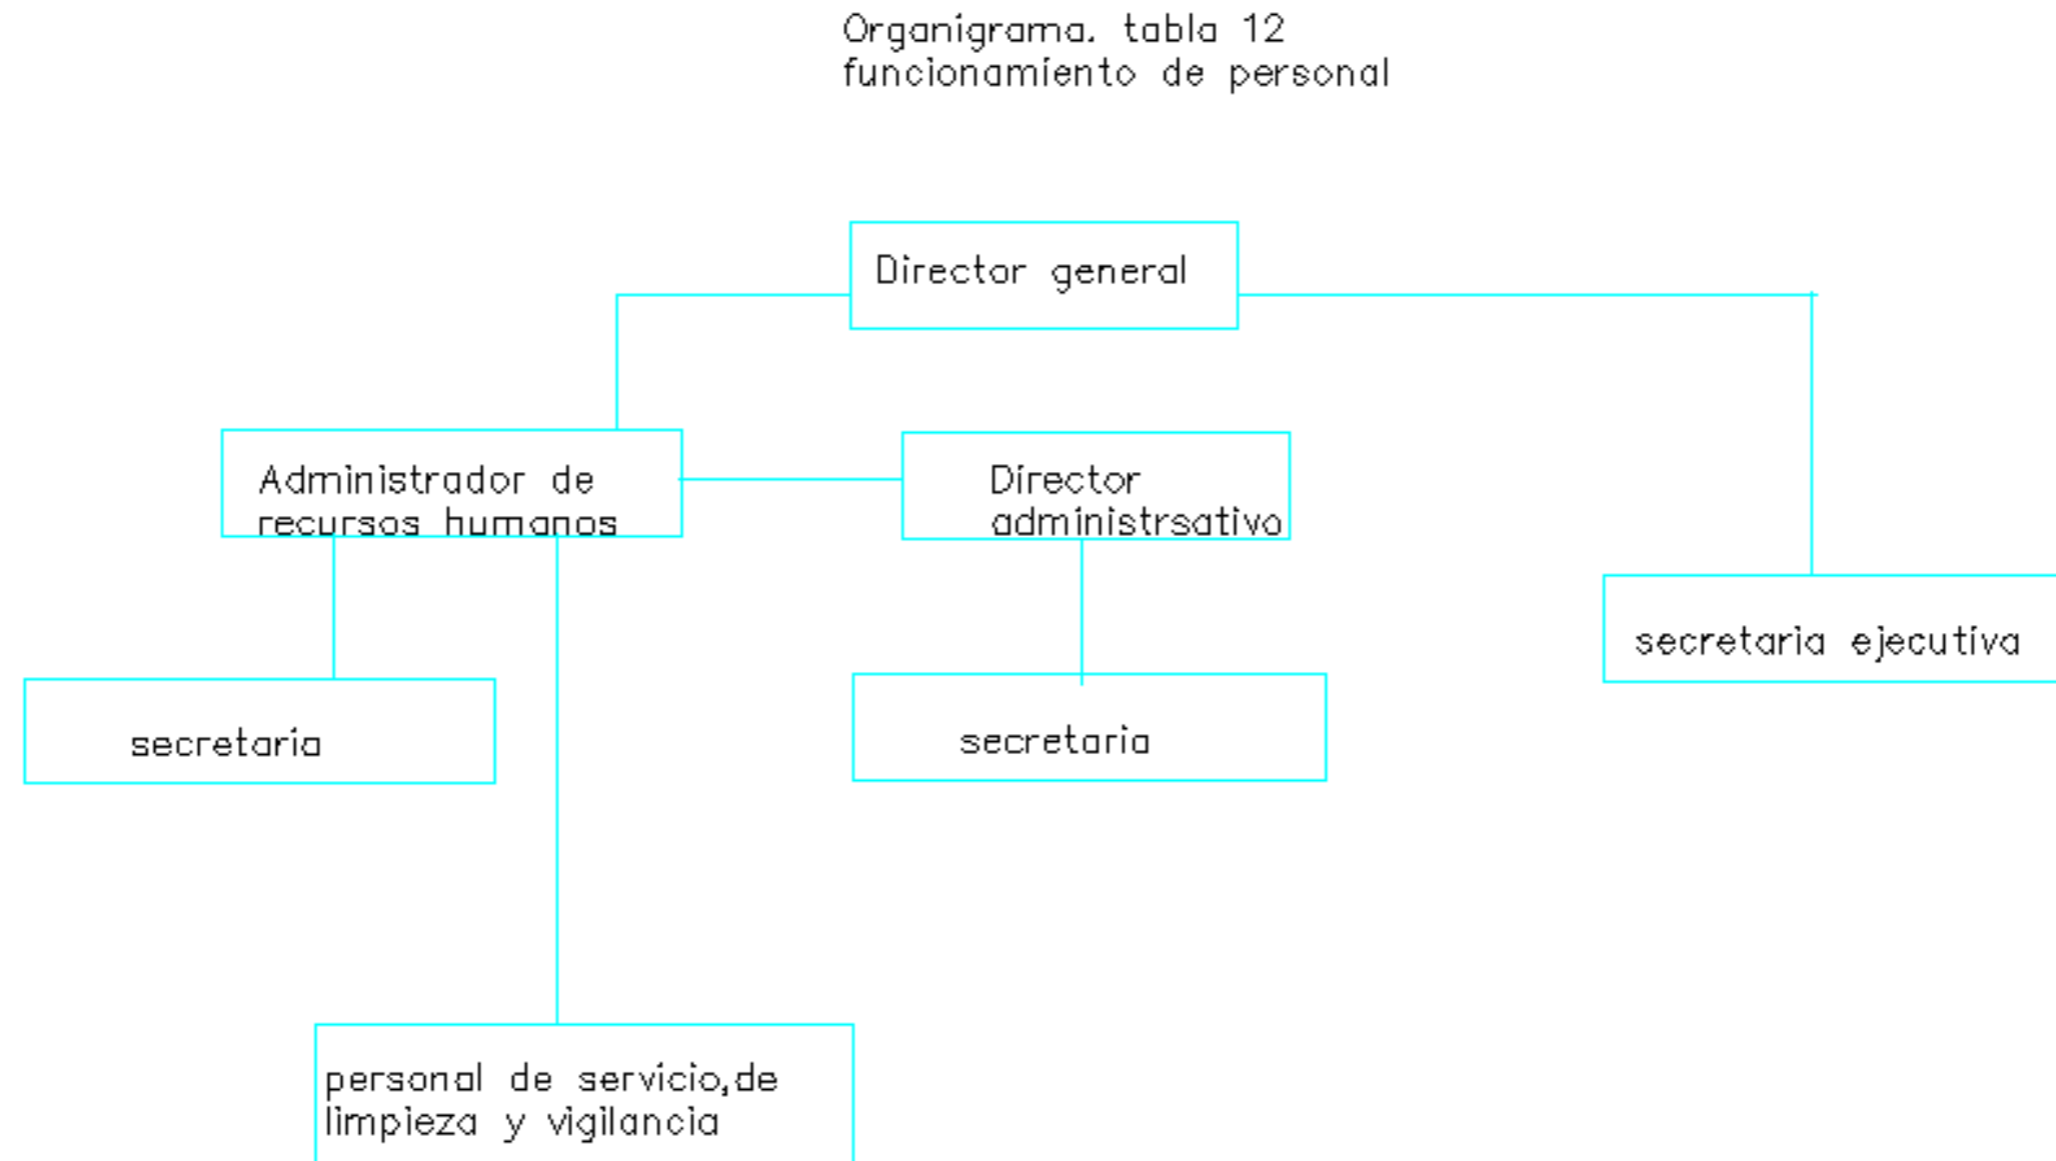 Organigrama. tabla 12
funcionamiento de personal
Director general
Administrador de
recursos humanos
Director
administrsativo
secretaria ejecutiva
secretaria
secretaria
personal de servicio,de
limpieza y vigilancia